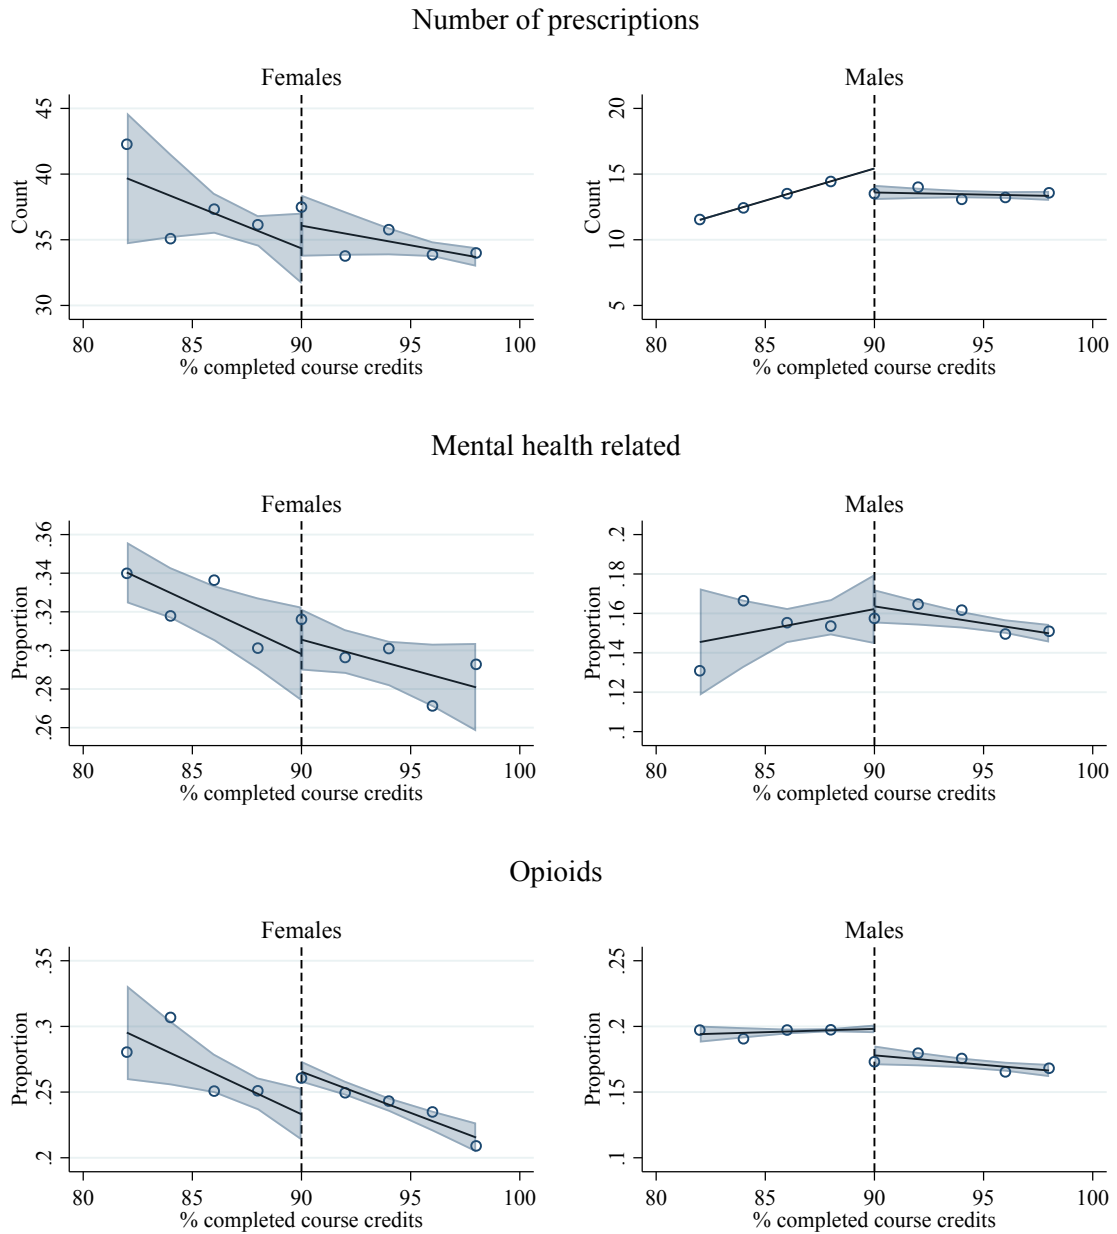 Number of prescriptions
Females
Count
45
40
35
30
80 85 90 95 100
% completed course credits
Males
Count
20
15
10
5
80 85 90 95 100
% completed course credits
Mental health related
Females
Proportion
.36
.34
.32
.3
.28
.26
80 85 90 95 100
% completed course credits
Males
Proportion
.2
.18
.16
.14
.12
.1
80 85 90 95 100
% completed course credits
Opioids
Females
Proportion
.35
.3
.25
.2
80 85 90 95 100
% completed course credits
Males
Proportion
.25
.2
.15
.1
80 85 90 95 100
% completed course credits